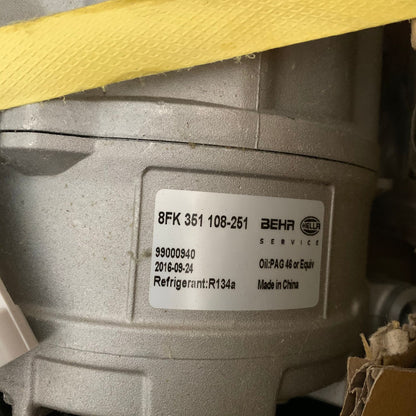 8FK 351 108-251 BEHR HELLA
SERVICE
99000940
2016-09-24 Oil:PAG 46 or Equiv
Refrigerant:R134a Made in China